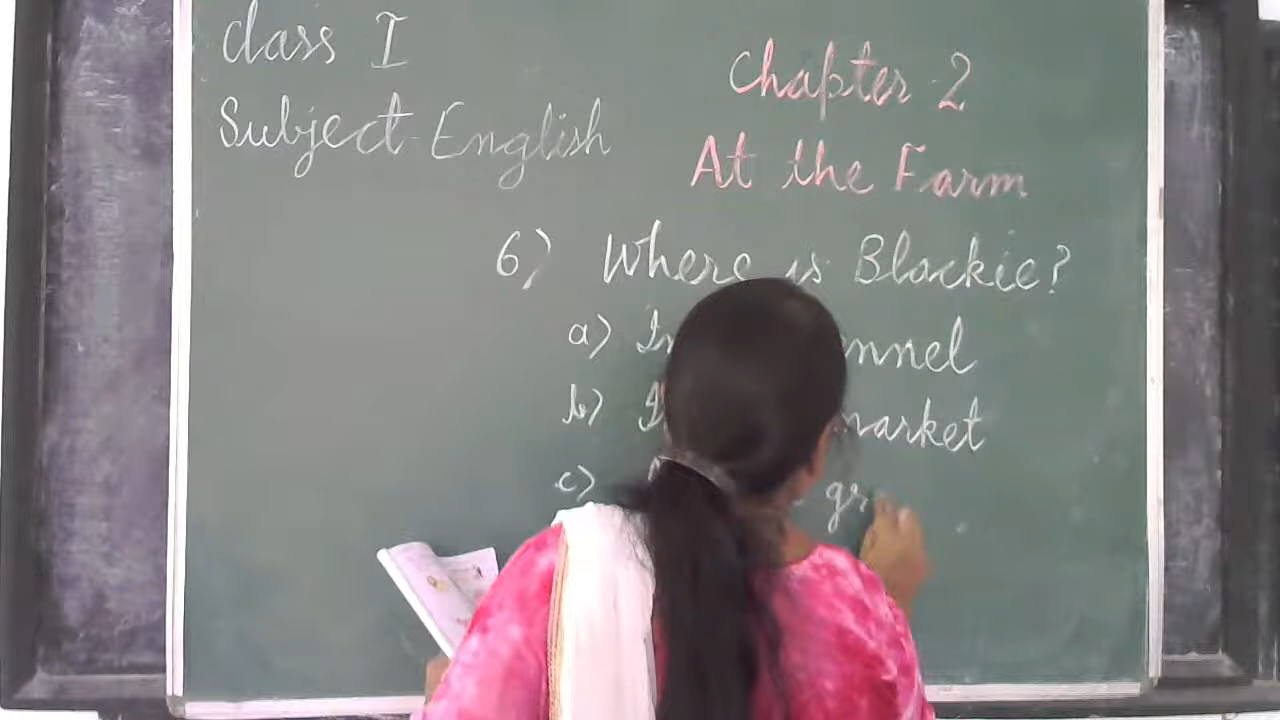 Class I
Subject-English
Chapter-2
At the Farm
6) Where is Blackie?
a) In nnel
b) I market
c) gr